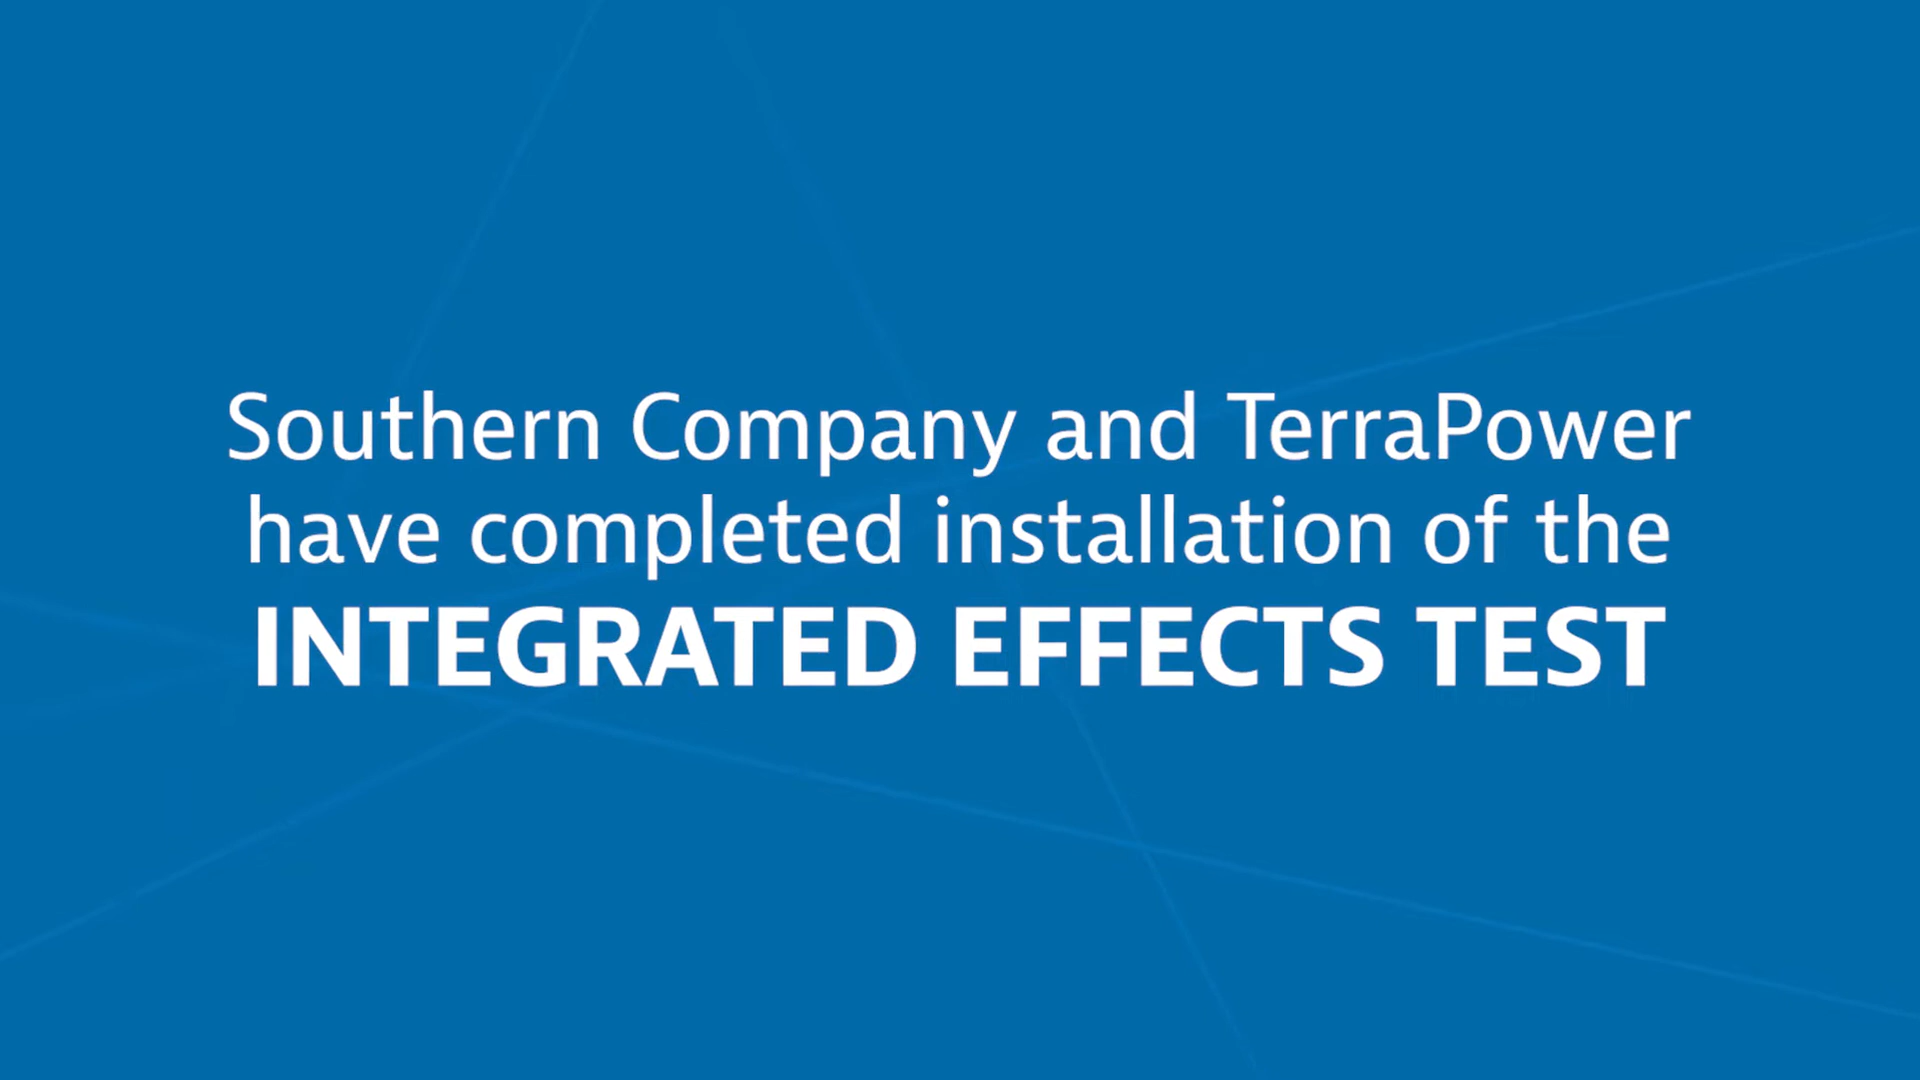 Southern Company and TerraPower
have completed installation of the
INTEGRATED EFFECTS TEST